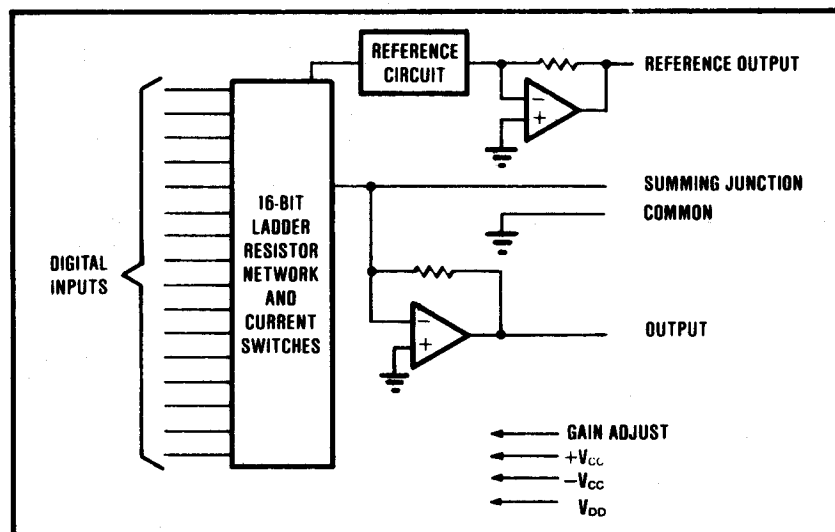 REFERENCE
CIRCUIT
REFERENCE OUTPUT
−
+
16-BIT
LADDER
RESISTOR
NETWORK
AND
CURRENT
SWITCHES
SUMMING JUNCTION
COMMON
DIGITAL
INPUTS
−
+
OUTPUT
GAIN ADJUST
+VCC
−VCC
VDD